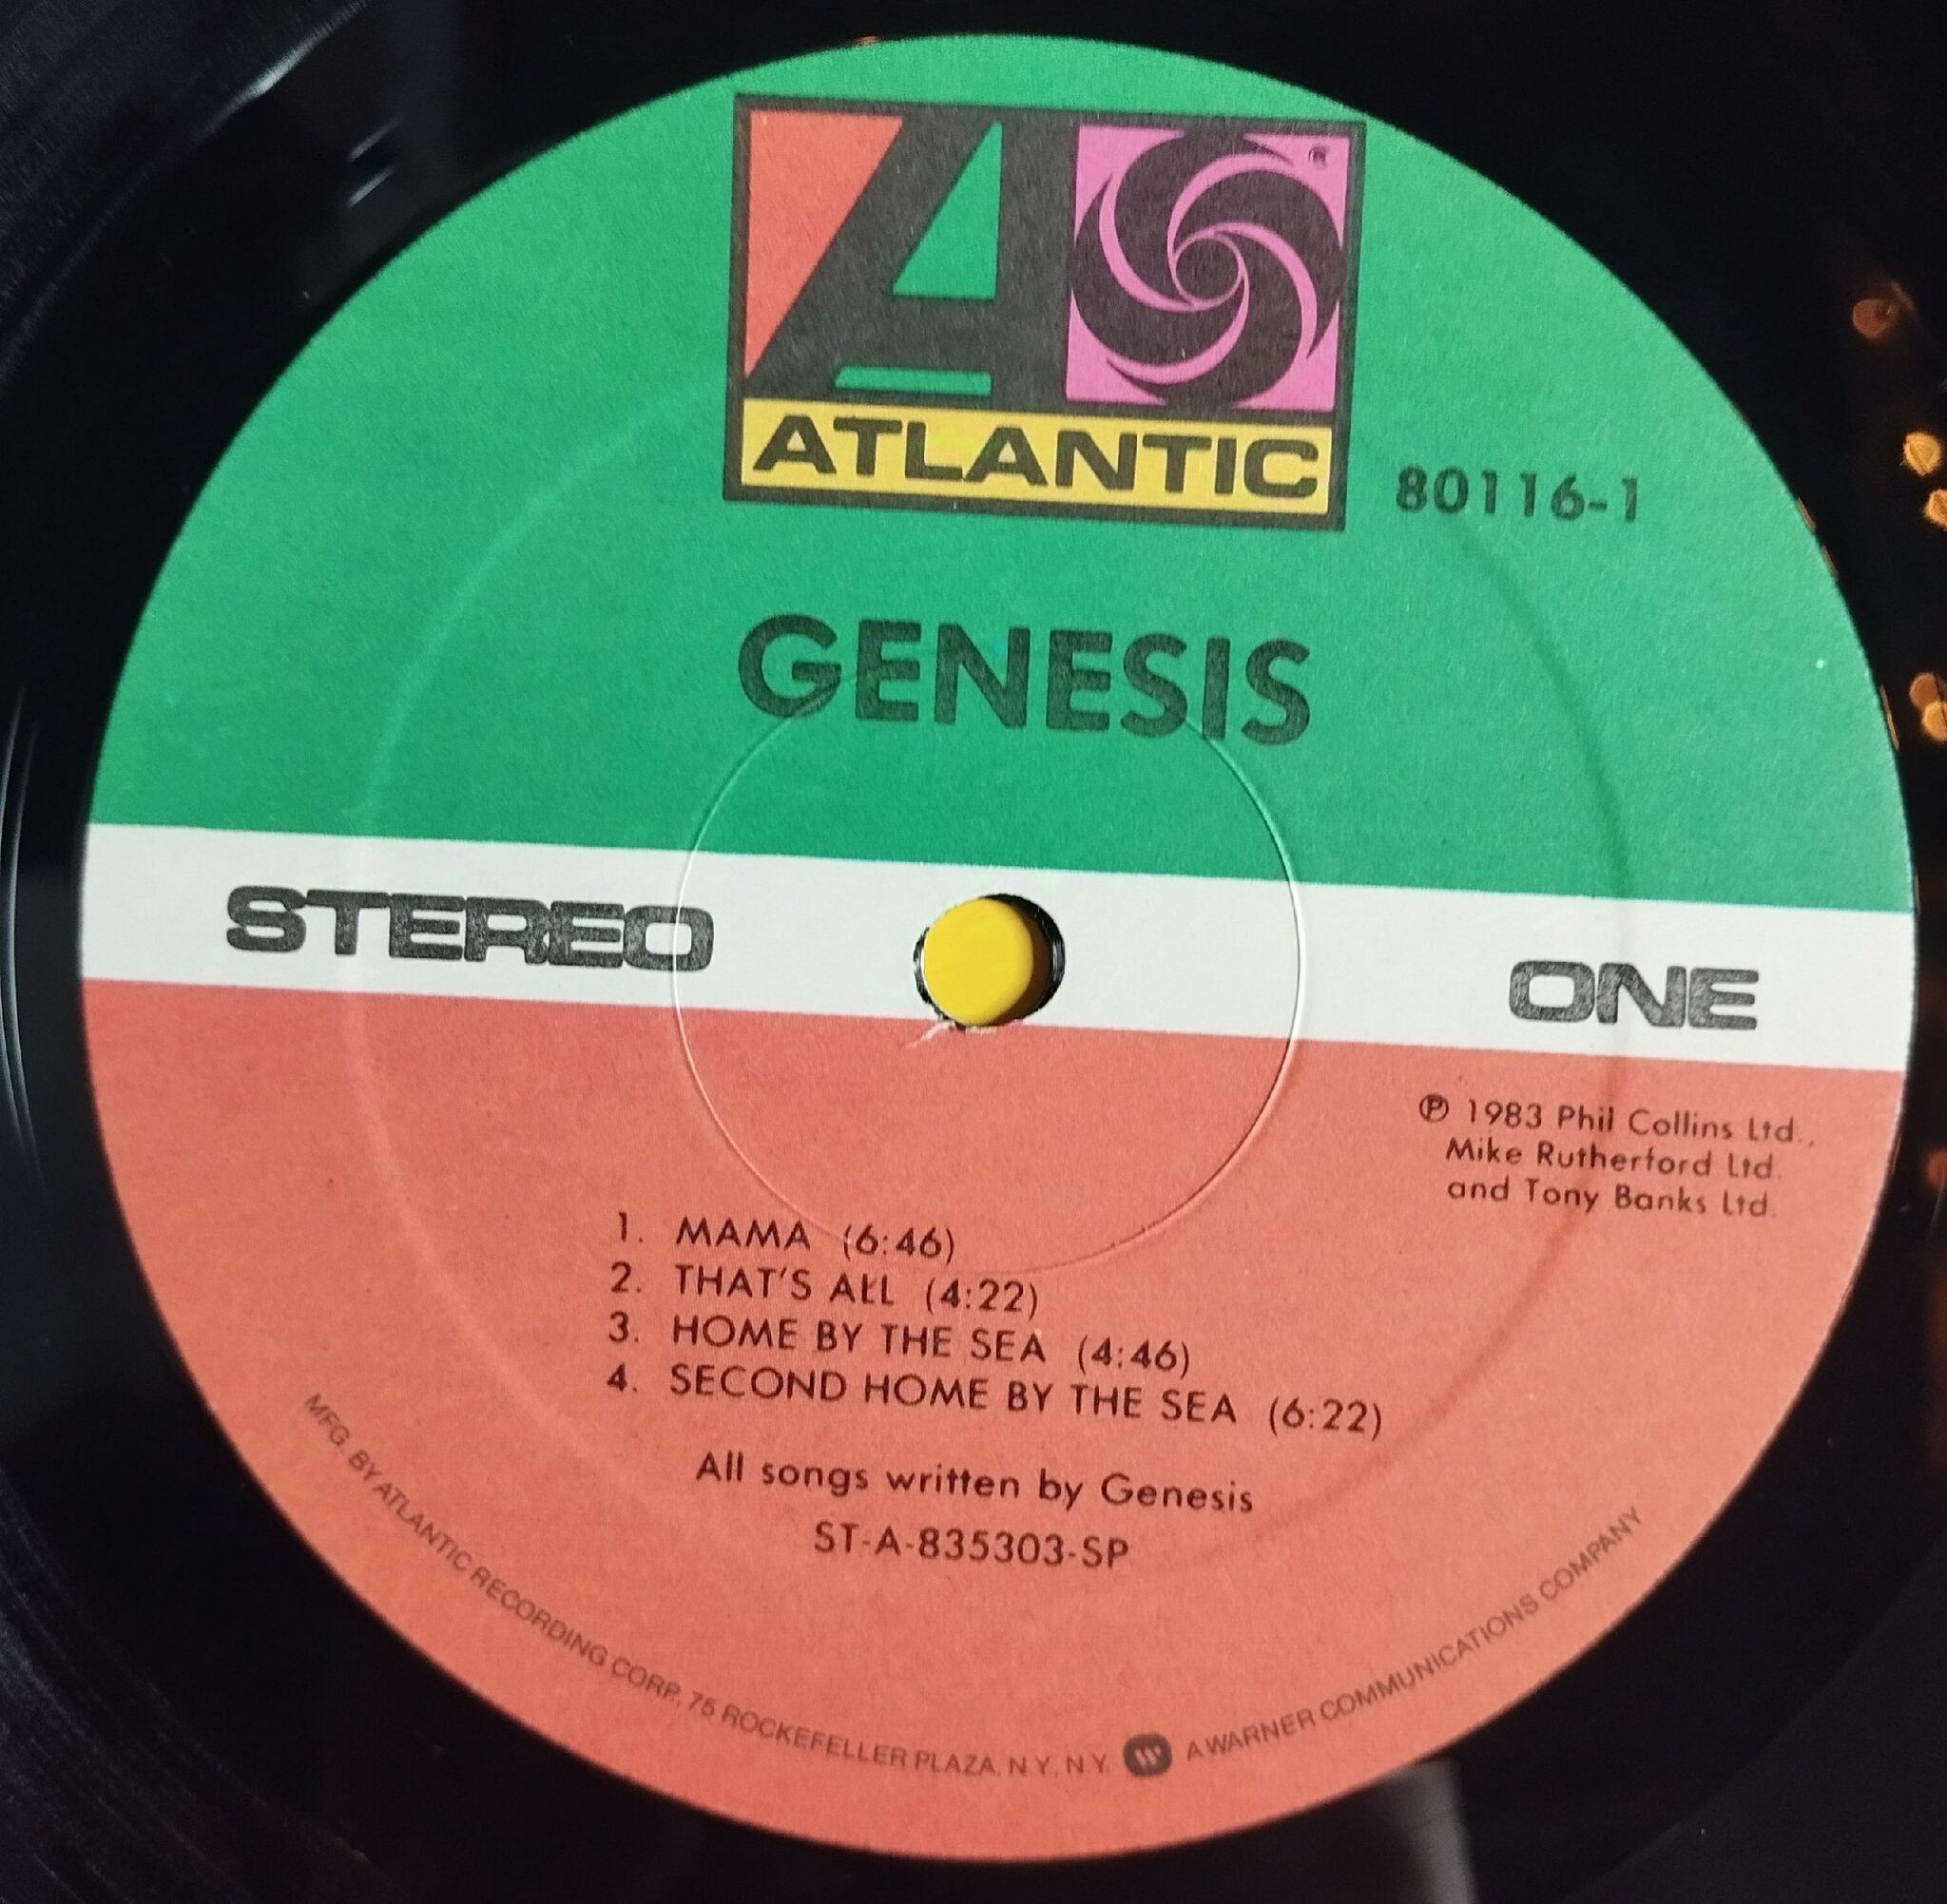 ®
ATLANTIC
80116-1
GENESIS
STEREO
ONE
℗ 1983 Phil Collins Ltd.,
Mike Rutherford Ltd.
and Tony Banks Ltd.
1. MAMA (6:46)
2. THAT'S ALL (4:22)
3. HOME BY THE SEA (4:46)
4. SECOND HOME BY THE SEA (6:22)
All songs written by Genesis
ST-A-835303-SP
MFG. BY ATLANTIC RECORDING CORP., 75 ROCKEFELLER PLAZA, N.Y., N.Y. W A WARNER COMMUNICATIONS COMPANY